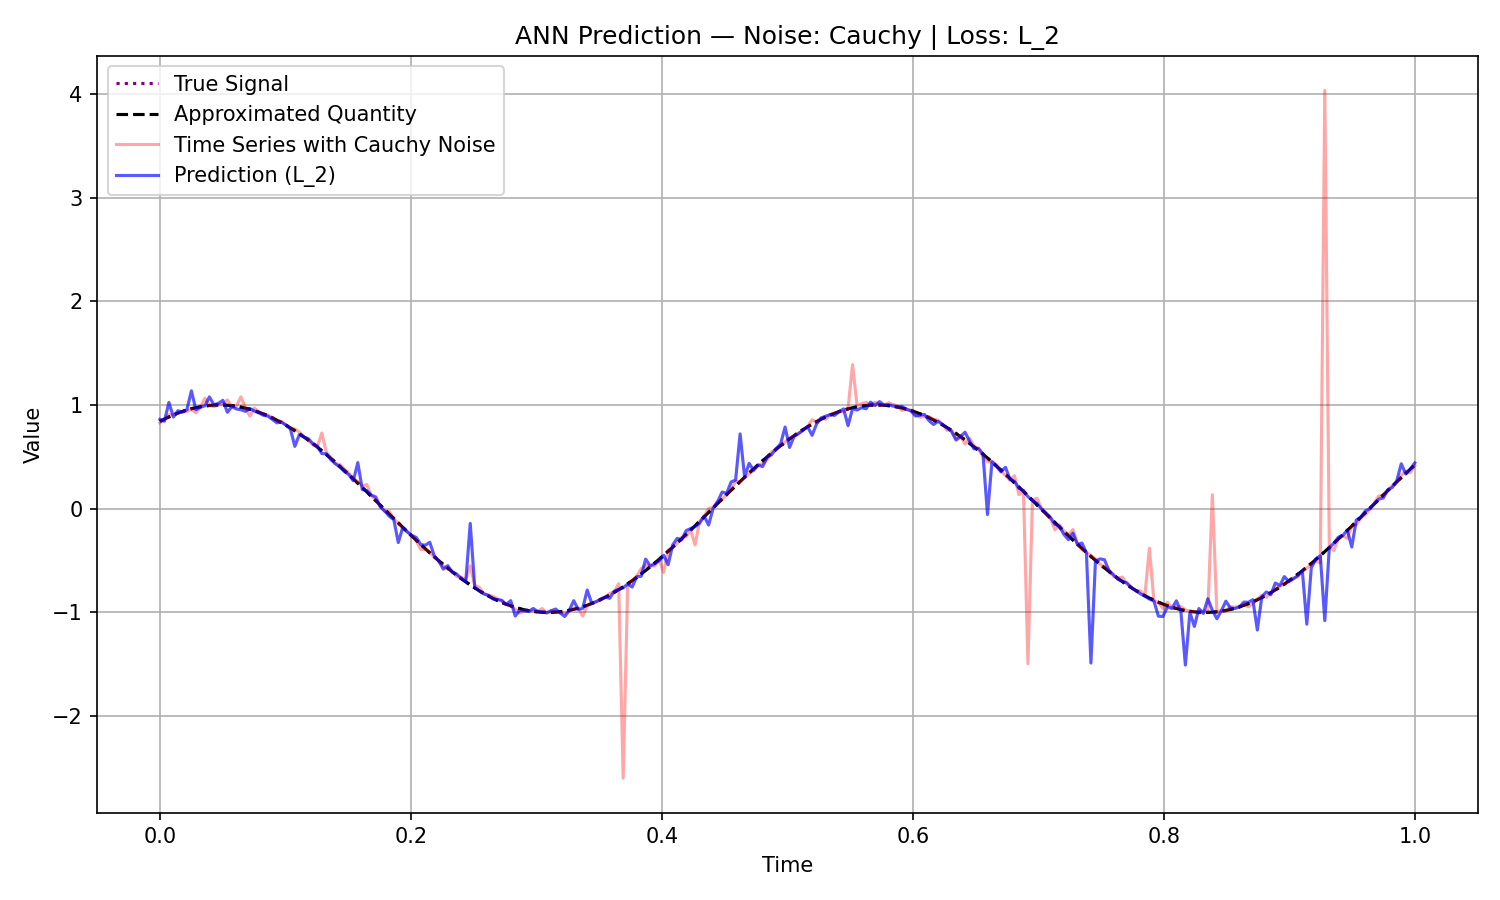 ANN Prediction — Noise: Cauchy | Loss: L_2
True Signal
Approximated Quantity
Time Series with Cauchy Noise
Prediction (L_2)
4
3
2
1
0
−1
−2
Value
0.0 0.2 0.4 0.6 0.8 1.0
Time